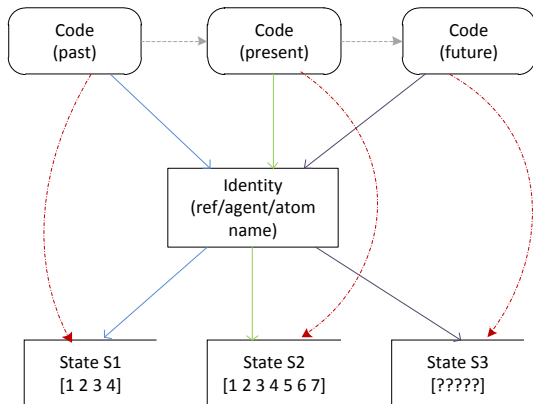 Code
(past)
Code
(present)
Code
(future)
Identity
(ref/agent/atom
name)
State S1
[1 2 3 4]
State S2
[1 2 3 4 5 6 7]
State S3
[?????]